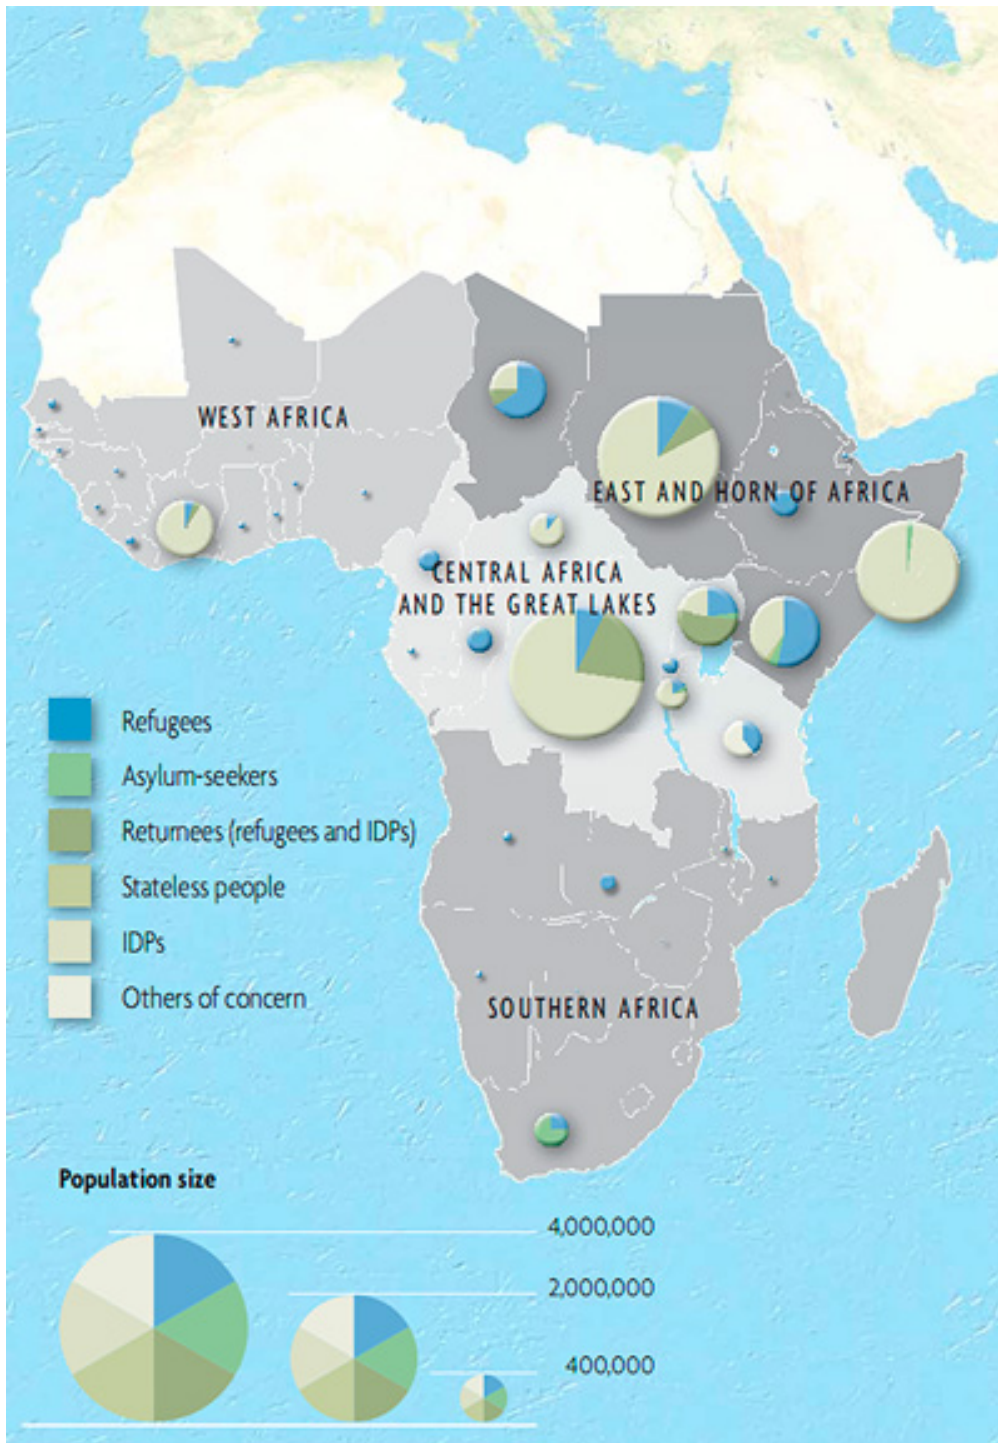 WEST AFRICA
EAST AND HORN OF AFRICA
CENTRAL AFRICA
AND THE GREAT LAKES
Refugees
Asylum-seekers
Returnees (refugees and IDPs)
Stateless people
IDPs
Others of concern
SOUTHERN AFRICA
Population size
4,000,000
2,000,000
400,000